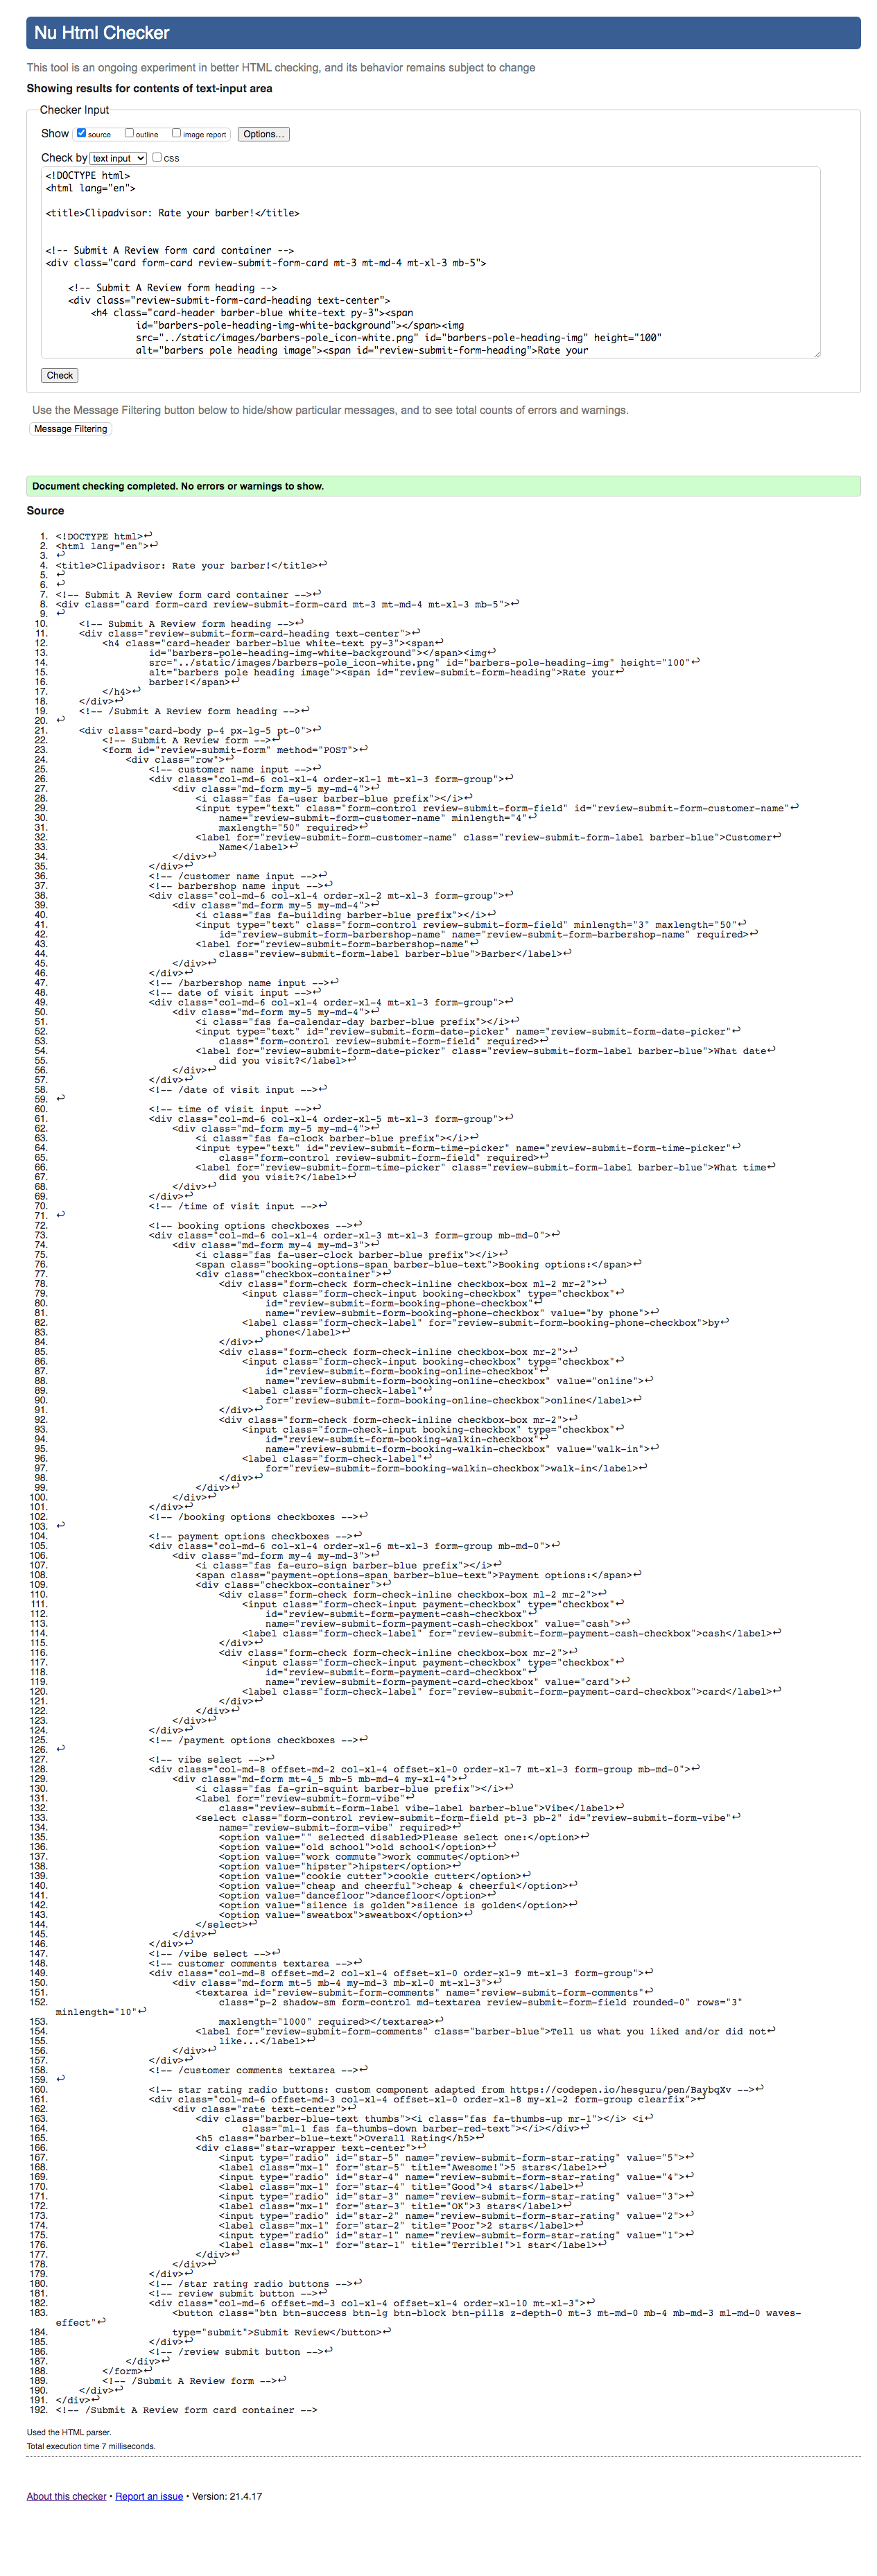 Nu Html Checker
This tool is an ongoing experiment in better HTML checking, and its behavior remains subject to change
Showing results for contents of text-input area
Checker Input
Show source outline image report Options...
Check by text input css
<!DOCTYPE html>
<html lang="en">

<title>Clipadvisor: Rate your barber!</title>


<!-- Submit A Review form card container -->
<div class="card form-card review-submit-form-card mt-3 mt-md-4 mt-xl-3 mb-5">

    <!-- Submit A Review form heading -->
    <div class="review-submit-form-card-heading text-center">
        <h4 class="card-header barber-blue white-text py-3"><span
                id="barbers-pole-heading-img-white-background"></span><img
                src="../static/images/barbers-pole_icon-white.png" id="barbers-pole-heading-img" height="100"
                alt="barbers pole heading image"><span id="review-submit-form-heading">Rate your
Check
Use the Message Filtering button below to hide/show particular messages, and to see total counts of errors and warnings.
Message Filtering
Document checking completed. No errors or warnings to show.
Source
1. <!DOCTYPE html>↩
2. <html lang="en">↩
3. ↩
4. <title>Clipadvisor: Rate your barber!</title>↩
5. ↩
6. ↩
7. <!-- Submit A Review form card container -->↩
8. <div class="card form-card review-submit-form-card mt-3 mt-md-4 mt-xl-3 mb-5">↩
9. ↩
10.     <!-- Submit A Review form heading -->↩
11.     <div class="review-submit-form-card-heading text-center">↩
12.         <h4 class="card-header barber-blue white-text py-3"><span↩
13.                 id="barbers-pole-heading-img-white-background"></span><img↩
14.                 src="../static/images/barbers-pole_icon-white.png" id="barbers-pole-heading-img" height="100"↩
15.                 alt="barbers pole heading image"><span id="review-submit-form-heading">Rate your↩
16.                 barber!</span>↩
17.         </h4>↩
18.     </div>↩
19.     <!-- /Submit A Review form heading -->↩
20. ↩
21.     <div class="card-body p-4 px-lg-5 pt-0">↩
22.         <!-- Submit A Review form -->↩
23.         <form id="review-submit-form" method="POST">↩
24.             <div class="row">↩
25.                 <!-- customer name input -->↩
26.                 <div class="col-md-6 col-xl-4 order-xl-1 mt-xl-3 form-group">↩
27.                     <div class="md-form my-5 my-md-4">↩
28.                         <i class="fas fa-user barber-blue prefix"></i>↩
29.                         <input type="text" class="form-control review-submit-form-field" id="review-submit-form-customer-name"↩
30.                             name="review-submit-form-customer-name" minlength="4"↩
31.                             maxlength="50" required>↩
32.                         <label for="review-submit-form-customer-name" class="review-submit-form-label barber-blue">Customer↩
33.                             Name</label>↩
34.                     </div>↩
35.                 </div>↩
36.                 <!-- /customer name input -->↩
37.                 <!-- barbershop name input -->↩
38.                 <div class="col-md-6 col-xl-4 order-xl-2 mt-xl-3 form-group">↩
39.                     <div class="md-form my-5 my-md-4">↩
40.                         <i class="fas fa-building barber-blue prefix"></i>↩
41.                         <input type="text" class="form-control review-submit-form-field" minlength="3" maxlength="50"↩
42.                             id="review-submit-form-barbershop-name" name="review-submit-form-barbershop-name" required>↩
43.                         <label for="review-submit-form-barbershop-name"↩
44.                             class="review-submit-form-label barber-blue">Barber</label>↩
45.                     </div>↩
46.                 </div>↩
47.                 <!-- /barbershop name input -->↩
48.                 <!-- date of visit input -->↩
49.                 <div class="col-md-6 col-xl-4 order-xl-4 mt-xl-3 form-group">↩
50.                     <div class="md-form my-5 my-md-4">↩
51.                         <i class="fas fa-calendar-day barber-blue prefix"></i>↩
52.                         <input type="text" id="review-submit-form-date-picker" name="review-submit-form-date-picker"↩
53.                             class="form-control review-submit-form-field" required>↩
54.                         <label for="review-submit-form-date-picker" class="review-submit-form-label barber-blue">What date↩
55.                             did you visit?</label>↩
56.                     </div>↩
57.                 </div>↩
58.                 <!-- /date of visit input -->↩
59. ↩
60.                 <!-- time of visit input -->↩
61.                 <div class="col-md-6 col-xl-4 order-xl-5 mt-xl-3 form-group">↩
62.                     <div class="md-form my-5 my-md-4">↩
63.                         <i class="fas fa-clock barber-blue prefix"></i>↩
64.                         <input type="text" id="review-submit-form-time-picker" name="review-submit-form-time-picker"↩
65.                             class="form-control review-submit-form-field" required>↩
66.                         <label for="review-submit-form-time-picker" class="review-submit-form-label barber-blue">What time↩
67.                             did you visit?</label>↩
68.                     </div>↩
69.                 </div>↩
70.                 <!-- /time of visit input -->↩
71. ↩
72.                 <!-- booking options checkboxes -->↩
73.                 <div class="col-md-6 col-xl-4 order-xl-3 mt-xl-3 form-group mb-md-0">↩
74.                     <div class="md-form my-4 my-md-3">↩
75.                         <i class="fas fa-user-clock barber-blue prefix"></i>↩
76.                         <span class="booking-options-span barber-blue-text">Booking options:</span>↩
77.                         <div class="checkbox-container">↩
78.                             <div class="form-check form-check-inline checkbox-box ml-2 mr-2">↩
79.                                 <input class="form-check-input booking-checkbox" type="checkbox"↩
80.                                     id="review-submit-form-booking-phone-checkbox"↩
81.                                     name="review-submit-form-booking-phone-checkbox" value="by phone">↩
82.                                 <label class="form-check-label" for="review-submit-form-booking-phone-checkbox">by↩
83.                                     phone</label>↩
84.                             </div>↩
85.                             <div class="form-check form-check-inline checkbox-box mr-2">↩
86.                                 <input class="form-check-input booking-checkbox" type="checkbox"↩
87.                                     id="review-submit-form-booking-online-checkbox"↩
88.                                     name="review-submit-form-booking-online-checkbox" value="online">↩
89.                                 <label class="form-check-label"↩
90.                                     for="review-submit-form-booking-online-checkbox">online</label>↩
91.                             </div>↩
92.                             <div class="form-check form-check-inline checkbox-box mr-2">↩
93.                                 <input class="form-check-input booking-checkbox" type="checkbox"↩
94.                                     id="review-submit-form-booking-walkin-checkbox"↩
95.                                     name="review-submit-form-booking-walkin-checkbox" value="walk-in">↩
96.                                 <label class="form-check-label"↩
97.                                     for="review-submit-form-booking-walkin-checkbox">walk-in</label>↩
98.                             </div>↩
99.                         </div>↩
100.                     </div>↩
101.                 </div>↩
102.                 <!-- /booking options checkboxes -->↩
103. ↩
104.                 <!-- payment options checkboxes -->↩
105.                 <div class="col-md-6 col-xl-4 order-xl-6 mt-xl-3 form-group mb-md-0">↩
106.                     <div class="md-form my-4 my-md-3">↩
107.                         <i class="fas fa-euro-sign barber-blue prefix"></i>↩
108.                         <span class="payment-options-span barber-blue-text">Payment options:</span>↩
109.                         <div class="checkbox-container">↩
110.                             <div class="form-check form-check-inline checkbox-box ml-2 mr-2">↩
111.                                 <input class="form-check-input payment-checkbox" type="checkbox"↩
112.                                     id="review-submit-form-payment-cash-checkbox"↩
113.                                     name="review-submit-form-payment-cash-checkbox" value="cash">↩
114.                                 <label class="form-check-label" for="review-submit-form-payment-cash-checkbox">cash</label>↩
115.                             </div>↩
116.                             <div class="form-check form-check-inline checkbox-box mr-2">↩
117.                                 <input class="form-check-input payment-checkbox" type="checkbox"↩
118.                                     id="review-submit-form-payment-card-checkbox"↩
119.                                     name="review-submit-form-payment-card-checkbox" value="card">↩
120.                                 <label class="form-check-label" for="review-submit-form-payment-card-checkbox">card</label>↩
121.                             </div>↩
122.                         </div>↩
123.                     </div>↩
124.                 </div>↩
125.                 <!-- /payment options checkboxes -->↩
126. ↩
127.                 <!-- vibe select -->↩
128.                 <div class="col-md-8 offset-md-2 col-xl-4 offset-xl-0 order-xl-7 mt-xl-3 form-group mb-md-0">↩
129.                     <div class="md-form mt-4_5 mb-5 mb-md-4 my-xl-4">↩
130.                         <i class="fas fa-grin-squint barber-blue prefix"></i>↩
131.                         <label for="review-submit-form-vibe"↩
132.                             class="review-submit-form-label vibe-label barber-blue">Vibe</label>↩
133.                         <select class="form-control review-submit-form-field pt-3 pb-2" id="review-submit-form-vibe"↩
134.                             name="review-submit-form-vibe" required>↩
135.                             <option value="" selected disabled>Please select one:</option>↩
136.                             <option value="old school">old school</option>↩
137.                             <option value="work commute">work commute</option>↩
138.                             <option value="hipster">hipster</option>↩
139.                             <option value="cookie cutter">cookie cutter</option>↩
140.                             <option value="cheap and cheerful">cheap & cheerful</option>↩
141.                             <option value="dancefloor">dancefloor</option>↩
142.                             <option value="silence is golden">silence is golden</option>↩
143.                             <option value="sweatbox">sweatbox</option>↩
144.                         </select>↩
145.                     </div>↩
146.                 </div>↩
147.                 <!-- /vibe select -->↩
148.                 <!-- customer comments textarea -->↩
149.                 <div class="col-md-8 offset-md-2 col-xl-4 offset-xl-0 order-xl-9 mt-xl-3 form-group">↩
150.                     <div class="md-form mt-5 mb-4 my-md-3 mb-xl-0 mt-xl-3">↩
151.                         <textarea id="review-submit-form-comments" name="review-submit-form-comments"↩
152.                             class="p-2 shadow-sm form-control md-textarea review-submit-form-field rounded-0" rows="3"
minlength="10"↩
153.                             maxlength="1000" required></textarea>↩
154.                         <label for="review-submit-form-comments" class="barber-blue">Tell us what you liked and/or did not↩
155.                             like...</label>↩
156.                     </div>↩
157.                 </div>↩
158.                 <!-- /customer comments textarea -->↩
159. ↩
160.                 <!-- star rating radio buttons: custom component adapted from https://codepen.io/hesguru/pen/BaybqXv -->↩
161.                 <div class="col-md-6 offset-md-3 col-xl-4 offset-xl-0 order-xl-8 my-xl-2 form-group clearfix">↩
162.                     <div class="rate text-center">↩
163.                         <div class="barber-blue-text thumbs"><i class="fas fa-thumbs-up mr-1"></i> <i↩
164.                                 class="ml-1 fas fa-thumbs-down barber-red-text"></i></div>↩
165.                         <h5 class="barber-blue-text">Overall Rating</h5>↩
166.                         <div class="star-wrapper text-center">↩
167.                             <input type="radio" id="star-5" name="review-submit-form-star-rating" value="5">↩
168.                             <label class="mx-1" for="star-5" title="Awesome!">5 stars</label>↩
169.                             <input type="radio" id="star-4" name="review-submit-form-star-rating" value="4">↩
170.                             <label class="mx-1" for="star-4" title="Good">4 stars</label>↩
171.                             <input type="radio" id="star-3" name="review-submit-form-star-rating" value="3">↩
172.                             <label class="mx-1" for="star-3" title="OK">3 stars</label>↩
173.                             <input type="radio" id="star-2" name="review-submit-form-star-rating" value="2">↩
174.                             <label class="mx-1" for="star-2" title="Poor">2 stars</label>↩
175.                             <input type="radio" id="star-1" name="review-submit-form-star-rating" value="1">↩
176.                             <label class="mx-1" for="star-1" title="Terrible!">1 star</label>↩
177.                         </div>↩
178.                     </div>↩
179.                 </div>↩
180.                 <!-- /star rating radio buttons -->↩
181.                 <!-- review submit button -->↩
182.                 <div class="col-md-6 offset-md-3 col-xl-4 offset-xl-4 order-xl-10 mt-xl-3">↩
183.                     <button class="btn btn-success btn-lg btn-block btn-pills z-depth-0 mt-3 mt-md-0 mb-4 mb-md-3 ml-md-0 waves-
effect"↩
184.                     type="submit">Submit Review</button>↩
185.                 </div>↩
186.                 <!-- /review submit button -->↩
187.             </div>↩
188.         </form>↩
189.         <!-- /Submit A Review form -->↩
190.     </div>↩
191. </div>↩
192. <!-- /Submit A Review form card container -->
Used the HTML parser.
Total execution time 7 milliseconds.
About this checker • Report an issue • Version: 21.4.17